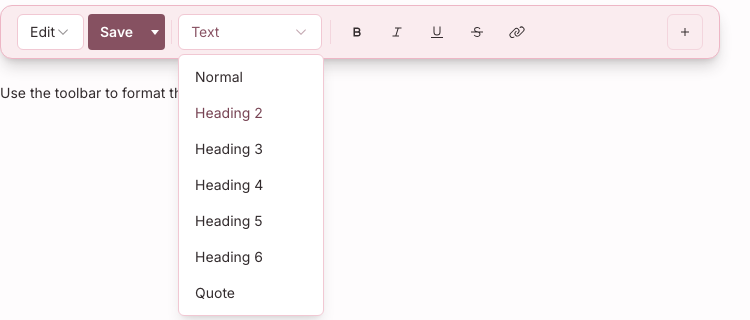 Edit Save Text B I U S +
Use the toolbar to format
Normal
Heading 2
Heading 3
Heading 4
Heading 5
Heading 6
Quote